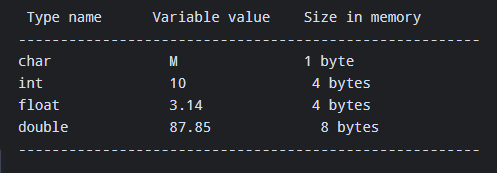 Type name      Variable value    Size in memory
-------------------------------------------------------
char              M               1 byte
int               10               4 bytes
float             3.14             4 bytes
double            87.85             8 bytes
-------------------------------------------------------